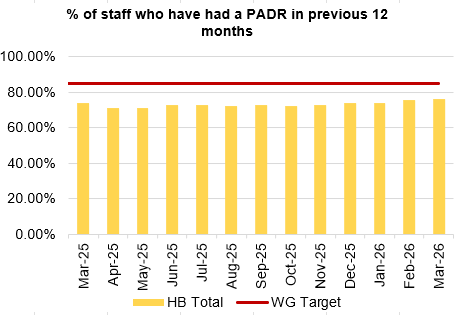 % of staff who have had a PADR in previous 12
months
100.00%
80.00%
60.00%
40.00%
20.00%
0.00%
Mar-25
Apr-25
May-25
Jun-25
Jul-25
Aug-25
Sep-25
Oct-25
Nov-25
Dec-25
Jan-26
Feb-26
Mar-26
HB Total WG Target